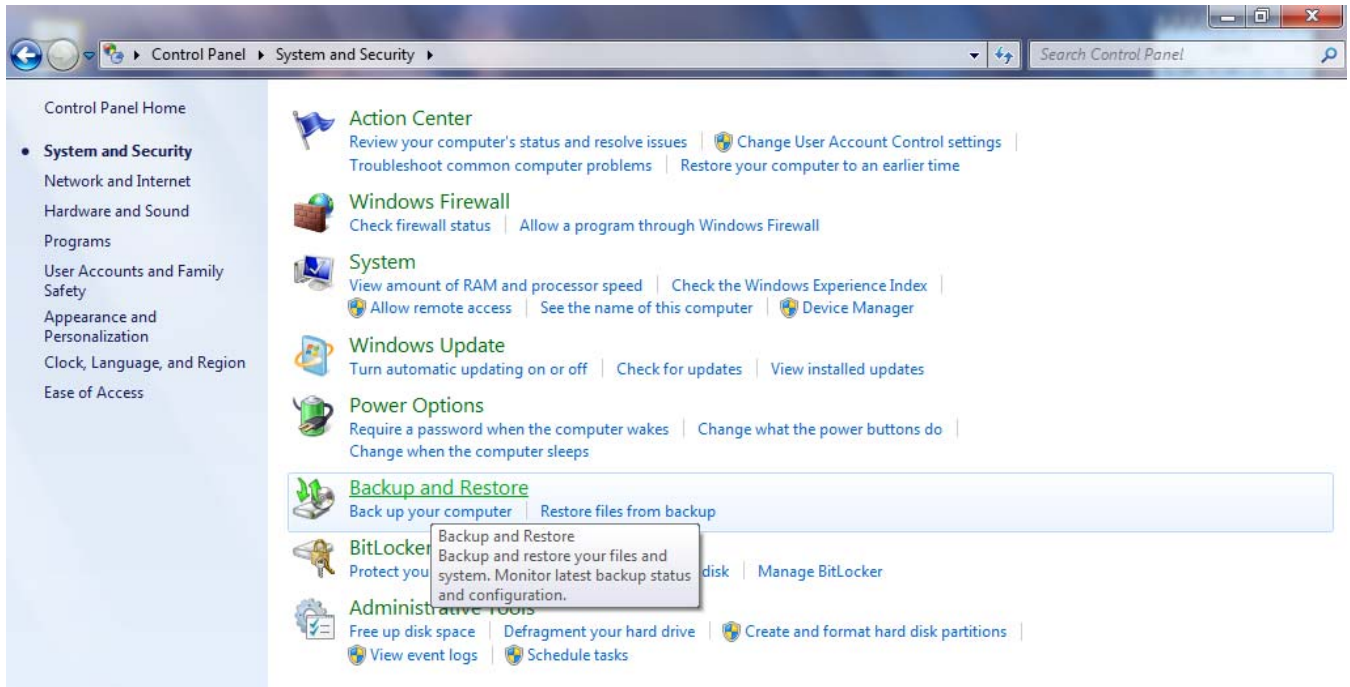 Control Panel System and Security Search Control Panel
Control Panel Home
System and Security
Network and Internet
Hardware and Sound
Programs
User Accounts and Family
Safety
Appearance and
Personalization
Clock, Language, and Region
Ease of Access
Action Center
Review your computer's status and resolve issues Change User Account Control settings
Troubleshoot common computer problems Restore your computer to an earlier time
Windows Firewall
Check firewall status Allow a program through Windows Firewall
System
View amount of RAM and processor speed Check the Windows Experience Index
Allow remote access See the name of this computer Device Manager
Windows Update
Turn automatic updating on or off Check for updates View installed updates
Power Options
Require a password when the computer wakes Change what the power buttons do
Change when the computer sleeps
Backup and Restore
Back up your computer Restore files from backup
Backup and Restore
Backup and restore your files and
system. Monitor latest backup status
and configuration.
BitLocker
Protect you disk Manage BitLocker
Administrative Tools
Free up disk space Defragment your hard drive Create and format hard disk partitions
View event logs Schedule tasks